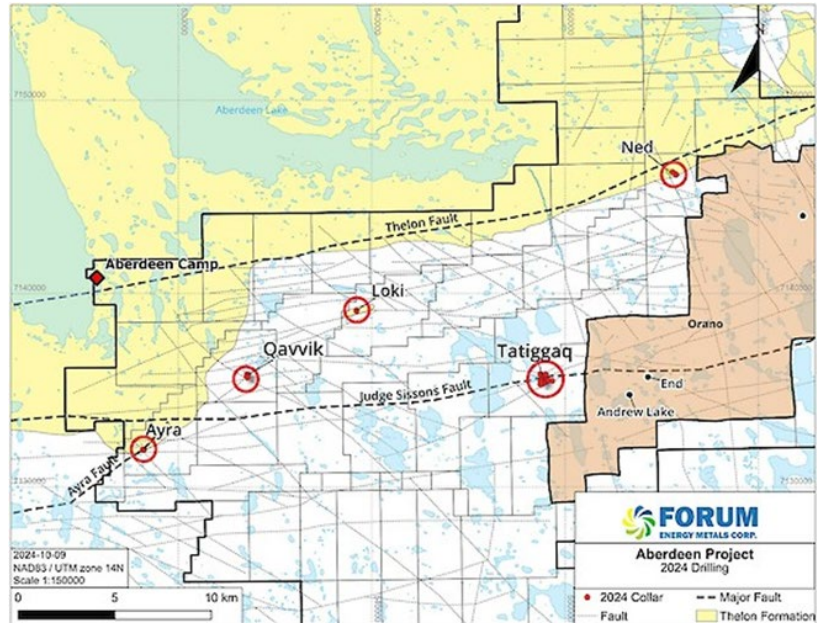 7150000
Aberdeen Lake
Ned
Thelon Fault
Aberdeen Camp
7140000
7140000
Loki
Orano
Qavvik
Tatiggaq
End
Judge Sissons Fault
Andrew Lake
Ayra
Ayra Fault
7130000
FORUM
ENERGY METALS CORP.
Aberdeen Project
2024 Drilling
2024-10-09
NAD83 / UTM zone 14N
Scale 1:150000
2024 Collar
Major Fault
Fault
Thelon Formation
0 5 10 km